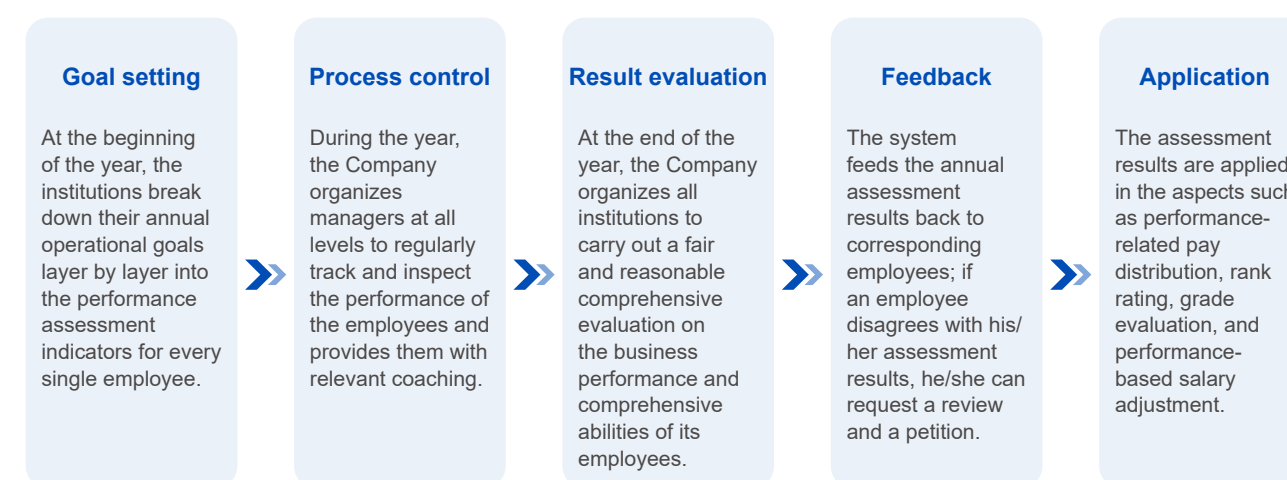 Goal setting
At the beginning
of the year, the
institutions break
down their annual
operational goals
layer by layer into
the performance
assessment
indicators for every
single employee.
Process control
During the year,
the Company
organizes
managers at all
levels to regularly
track and inspect
the performance of
the employees and
provides them with
relevant coaching.
Result evaluation
At the end of the
year, the Company
organizes all
institutions to
carry out a fair
and reasonable
comprehensive
evaluation on
the business
performance and
comprehensive
abilities of its
employees.
Feedback
The system
feeds the annual
assessment
results back to
corresponding
employees; if
an employee
disagrees with his/
her assessment
results, he/she can
request a review
and a petition.
Application
The assessment
results are applied
in the aspects such
as performance-
related pay
distribution, rank
rating, grade
evaluation, and
performance-
based salary
adjustment.